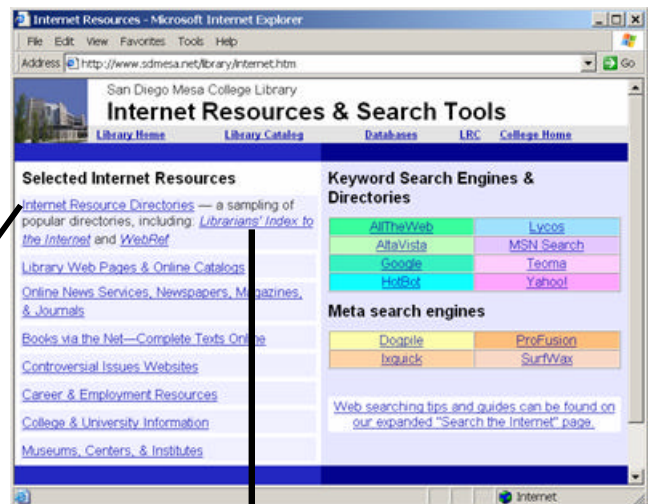 Internet Resources - Microsoft Internet Explorer
File Edit View Favorites Tools Help
Address http://www.sdmesa.net/library/internet.htm Go
San Diego Mesa College Library
Internet Resources & Search Tools
Library Home Library Catalog Databases LRC College Home
Selected Internet Resources
Internet Resource Directories — a sampling of
popular directories, including: Librarians' Index to
the Internet and WebRef
Library Web Pages & Online Catalogs
Online News Services, Newspapers, Magazines,
& Journals
Books via the Net—Complete Texts Online
Controversial Issues Websites
Career & Employment Resources
College & University Information
Museums, Centers, & Institutes
Keyword Search Engines &
Directories
AllTheWeb Lycos
AltaVista MSN Search
Google Teoma
HotBot Yahoo!
Meta search engines
Dogpile ProFusion
Ixquick SurfWax
Web searching tips and guides can be found on
our expanded "Search the Internet" page.
Internet